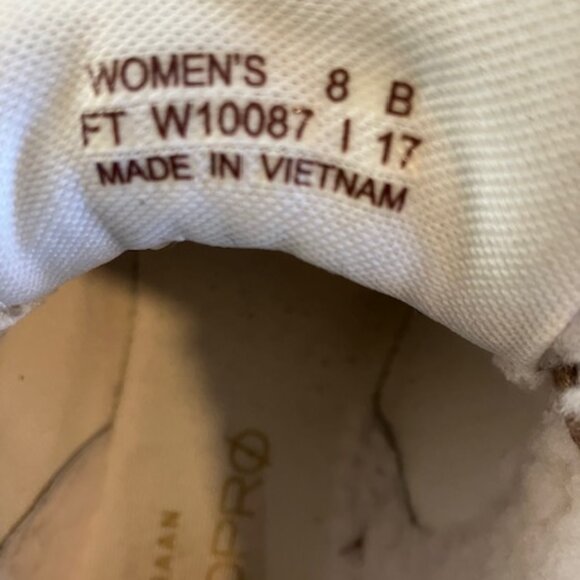 WOMEN'S 8 B
FT W10087 I 17
MADE IN VIETNAM